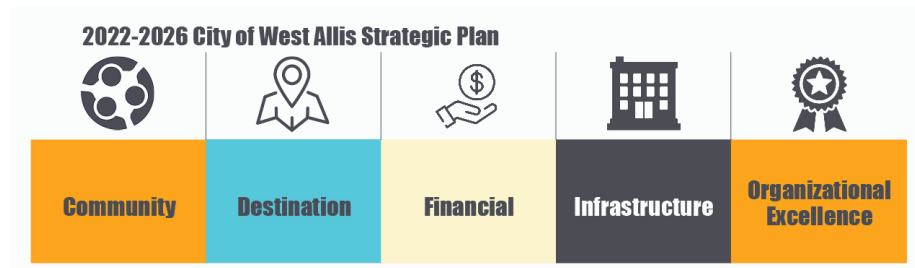 2022-2026 City of West Allis Strategic Plan
$
Community
Destination
Financial
Infrastructure
Organizational
Excellence